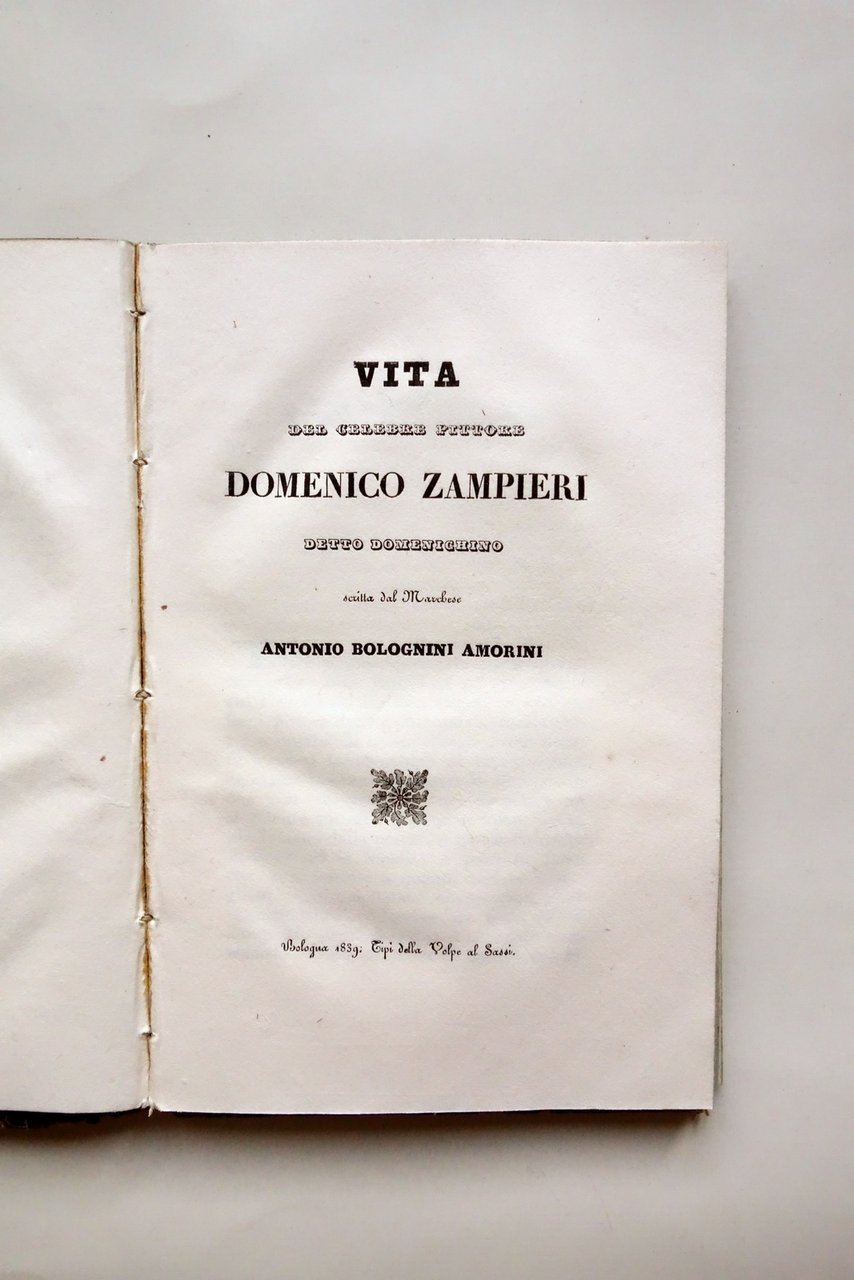 VITA
DEL CELEBRE PITTORE
DOMENICO ZAMPIERI
DETTO DOMENICHINO
scritta dal Marchese
ANTONIO BOLOGNINI AMORINI
Bologna 1839: Tipi della Volpe al Sassi.